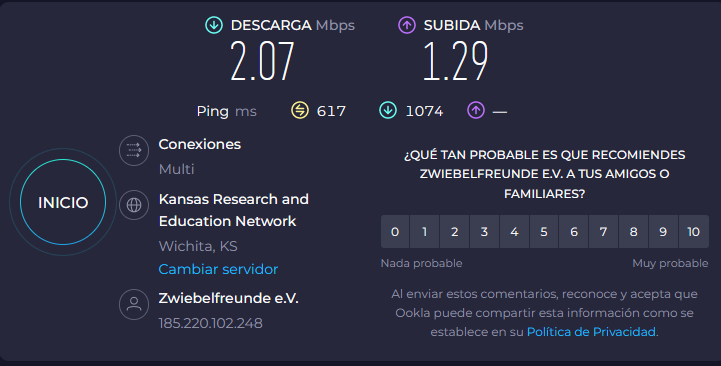 DESCARGA Mbps
SUBIDA Mbps
2.07
1.29
Ping ms
617
1074
—
Conexiones
Multi
INICIO
Kansas Research and
Education Network
Wichita, KS
Cambiar servidor
Zwiebelfreunde e.V.
185.220.102.248
¿QUÉ TAN PROBABLE ES QUE RECOMIENDES
ZWIEBELFREUNDE E.V. A TUS AMIGOS O
FAMILIARES?
0 1 2 3 4 5 6 7 8 9 10
Nada probable
Muy probable
Al enviar estos comentarios, reconoce y acepta que
Ookla puede compartir esta información como se
establece en su Política de Privacidad.